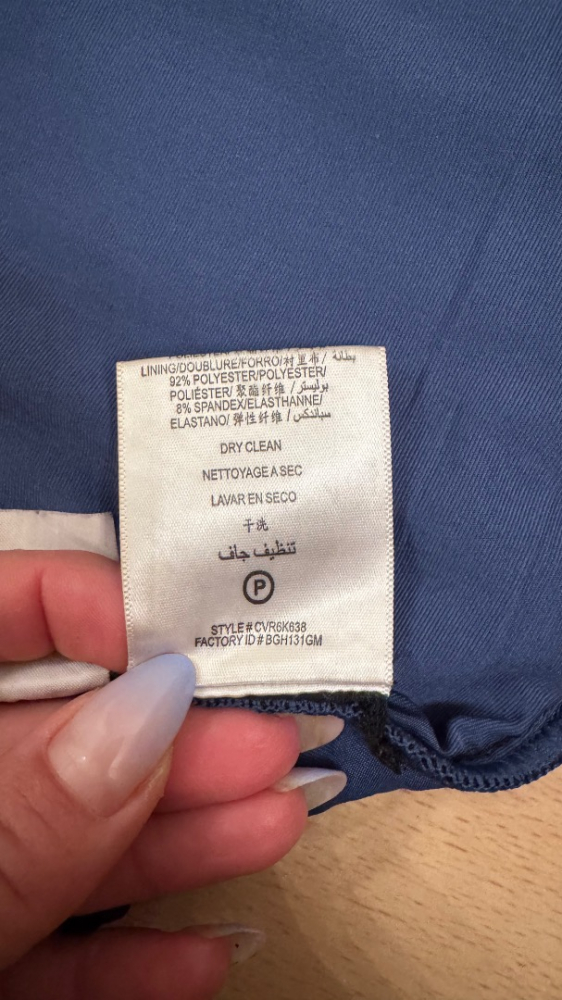 LINING/DOUBLURE/FORRO/村里布/ بطانة
92% POLYESTER/POLYESTER/
POLIÉSTER/ 聚酯纤维 / بوليستر/
8% SPANDEX/ELASTHANNE/
ELASTANO/ 弹性纤维 / سباندكس/
DRY CLEAN
NETTOYAGE A SEC
LAVAR EN SECO
干洗
تنظيف جاف
P
STYLE# CVR6K638
FACTORY ID# BGH131GM